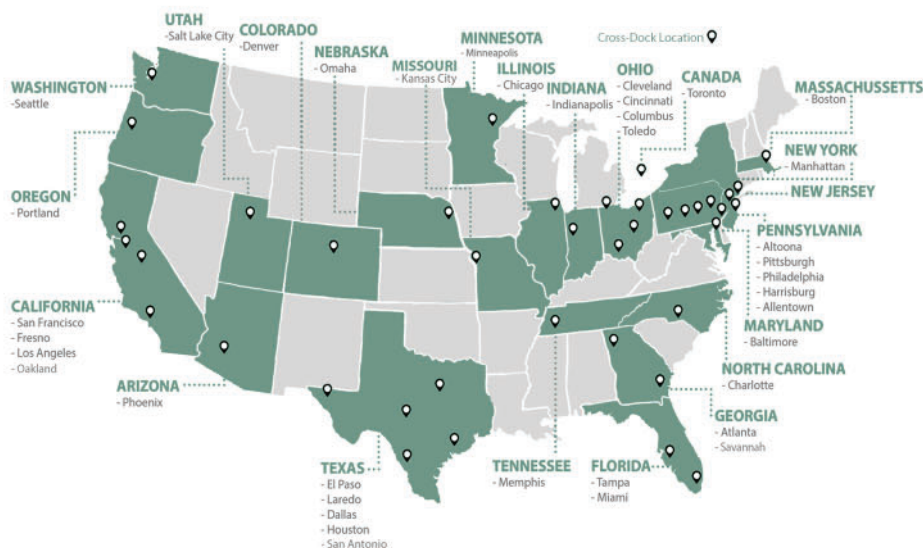 UTAH
-Salt Lake City
COLORADO
-Denver
NEBRASKA
- Omaha
MISSOURI
- Kansas City
MINNESOTA
- Minneapolis
ILLINOIS
- Chicago
INDIANA
- Indianapolis
OHIO
- Cleveland
- Cincinnati
- Columbus
Toledo
Cross-Dock Location
CANADA
- Toronto
MASSACHUSSETTS
- Boston
NEW YORK
- Manhattan
NEW JERSEY
PENNSYLVANIA
- Altoona
- Pittsburgh
- Philadelphia
- Harrisburg
- Allentown
MARYLAND
- Baltimore
NORTH CAROLINA
- Charlotte
GEORGIA
- Atlanta
- Savannah
FLORIDA
- Tampa
- Miami
TENNESSEE
- Memphis
TEXAS
- El Paso
- Laredo
- Dallas
- Houston
- San Antonio
ARIZONA
- Phoenix
CALIFORNIA
- San Francisco
- Fresno
- Los Angeles
- Oakland
OREGON
- Portland
WASHINGTON
-Seattle